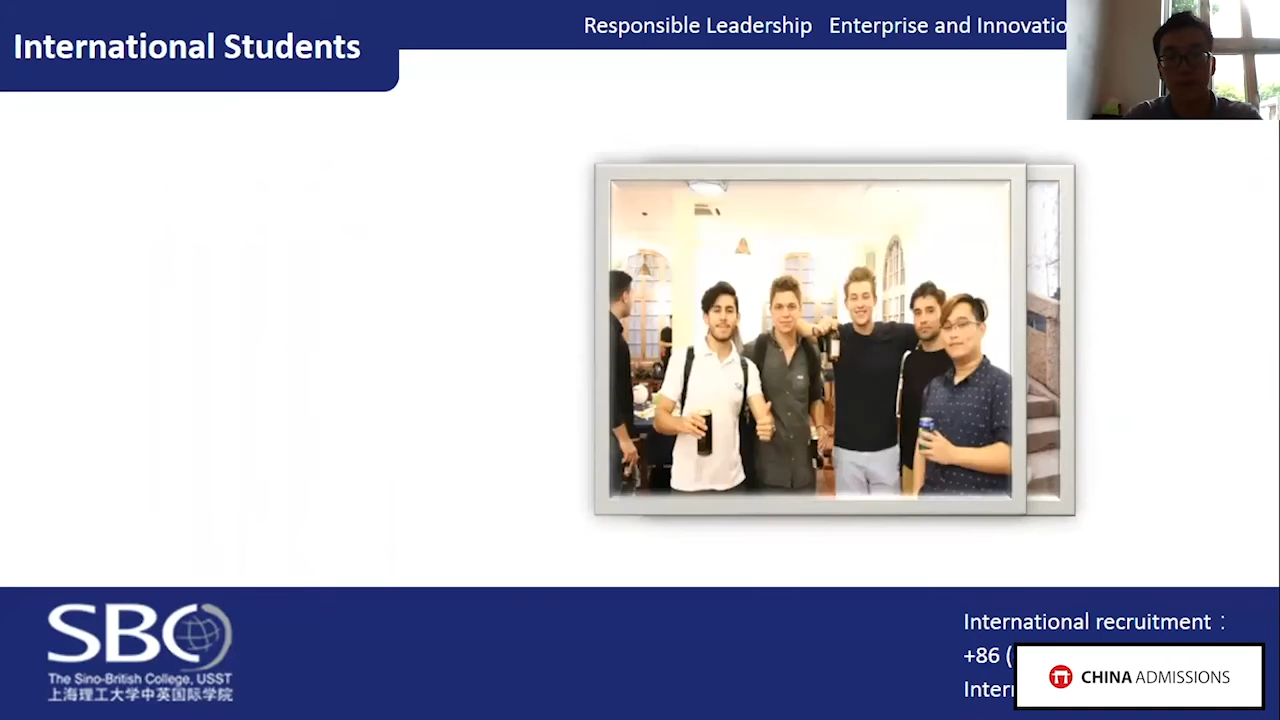 International Students
Responsible Leadership Enterprise and Innovatio
SBC
The Sino-British College, USST
上海理工大学中英国际学院
International recruitment：
+86 (
Inter
CHINA ADMISSIONS